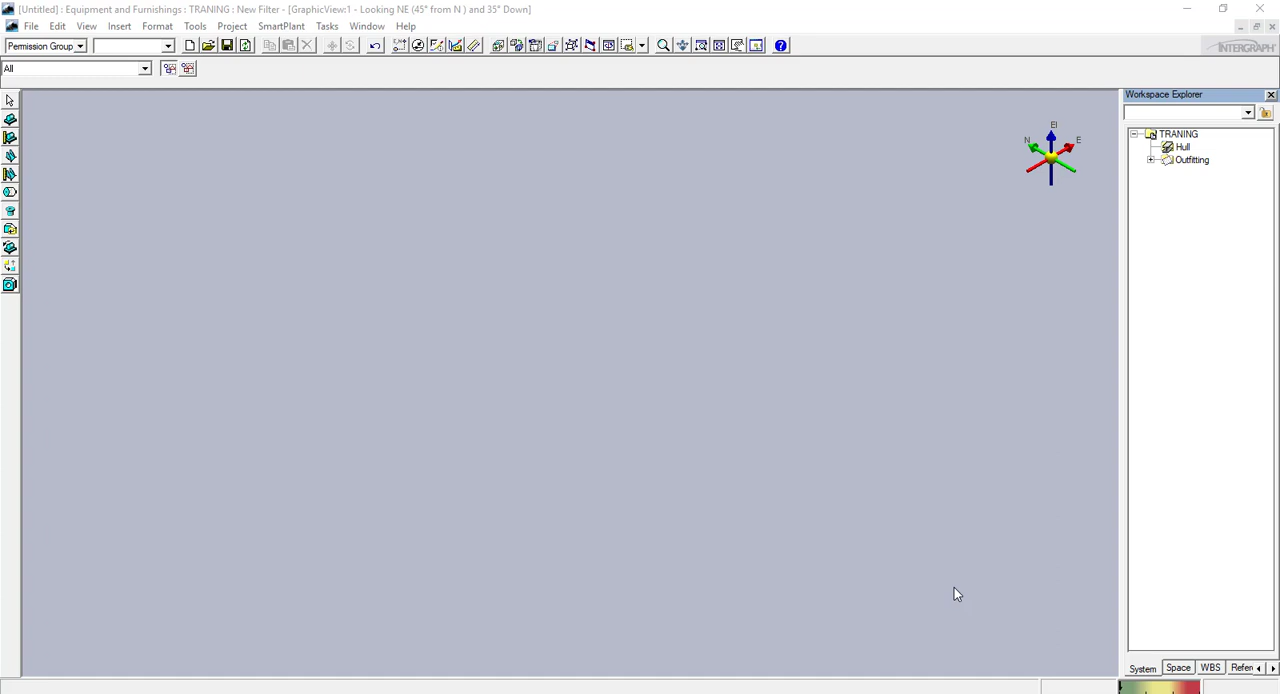 [Untitled] : Equipment and Furnishings : TRANING : New Filter - [GraphicView:1 - Looking NE (45° from N ) and 35° Down]
File Edit View Insert Format Tools Project SmartPlant Tasks Window Help
Permission Group
INTERGRAPH
All
Workspace Explorer
El
N
E
TRANING
Hull
Outfitting
System Space WBS Refer